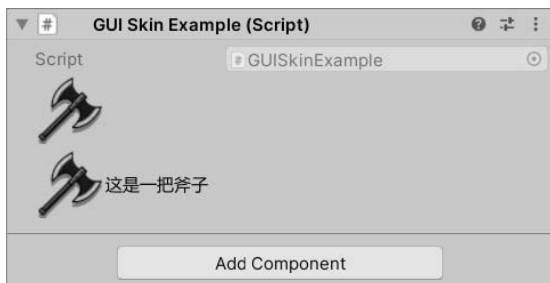 GUI Skin Example (Script)
Script GUISkinExample
这是一把斧子
Add Component